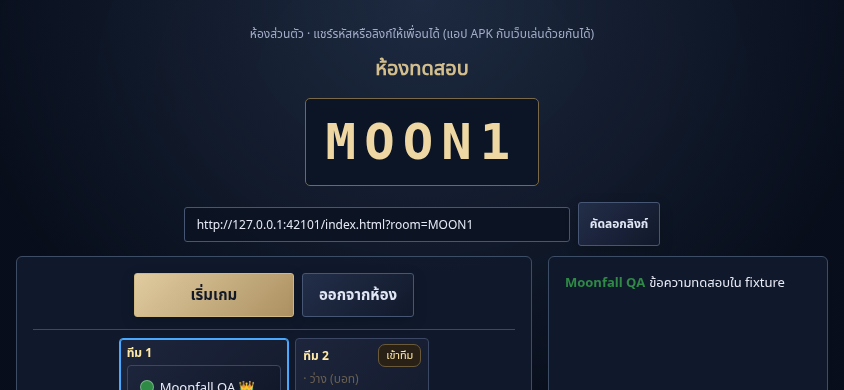 ห้องส่วนตัว · แชร์รหัสหรือลิงก์ให้เพื่อนได้ (แอป APK กับเว็บเล่นด้วยกันได้)
ห้องทดสอบ
MOON1
http://127.0.0.1:42101/index.html?room=MOON1
คัดลอกลิงก์
เริ่มเกม
ออกจากห้อง
Moonfall QA ข้อความทดสอบใน fixture
ทีม 1
Moonfall QA 👑
ทีม 2
เข้าทีม
· ว่าง (บอท)